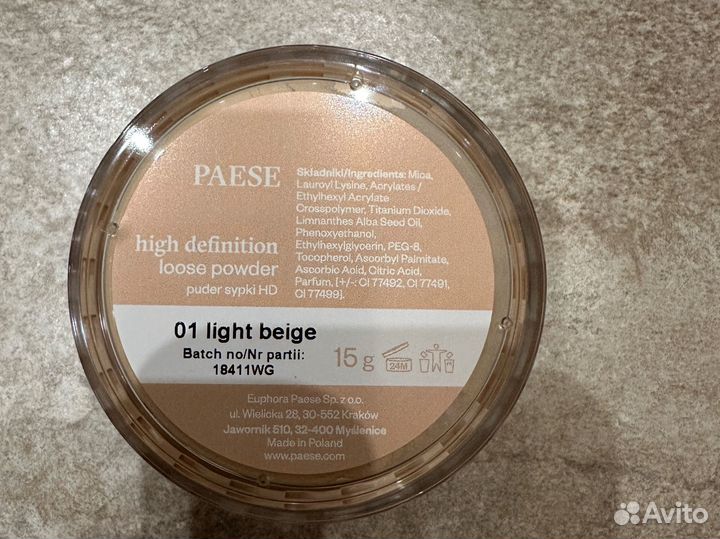 PAESE
high definition
loose powder
puder sypki HD
Składniki/Ingredients: Mica,
Lauroyl Lysine, Acrylates /
Ethylhexyl Acrylate
Crosspolymer, Titanium Dioxide,
Limnanthes Alba Seed Oil,
Phenoxyethanol,
Ethylhexylglycerin, PEG-8,
Tocopherol, Ascorbyl Palmitate,
Ascorbic Acid, Citric Acid,
Parfum, [+/-: CI 77492, CI 77491,
CI 77499].
01 light beige
Batch no/Nr partii:
18411WG
15 g
24M
Euphora Paese Sp. z o.o.
ul. Wielicka 28, 30-552 Kraków
Jawornik 510, 32-400 Myślenice
Made in Poland
www.paese.com
Avito